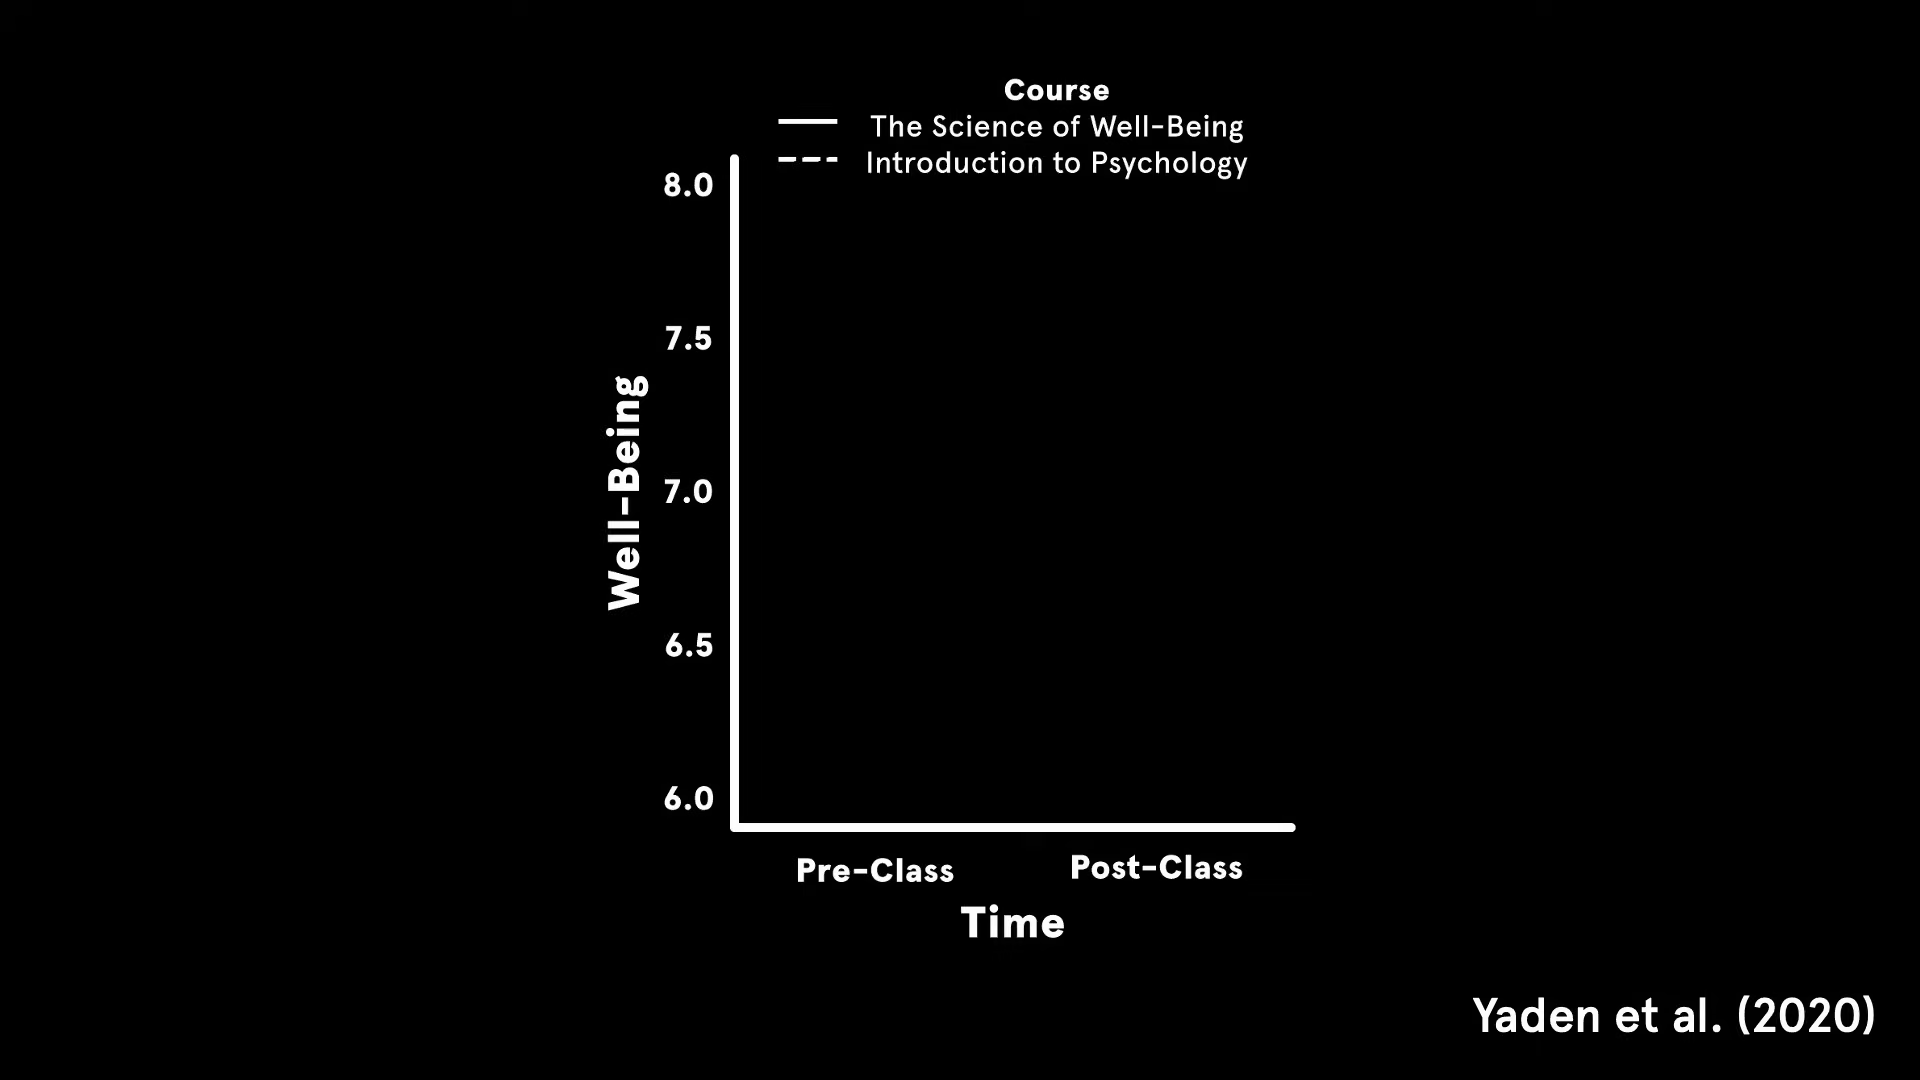 Course
The Science of Well-Being
Introduction to Psychology
8.0
7.5
7.0
6.5
6.0
Well-Being
Pre-Class
Post-Class
Time
Yaden et al. (2020)